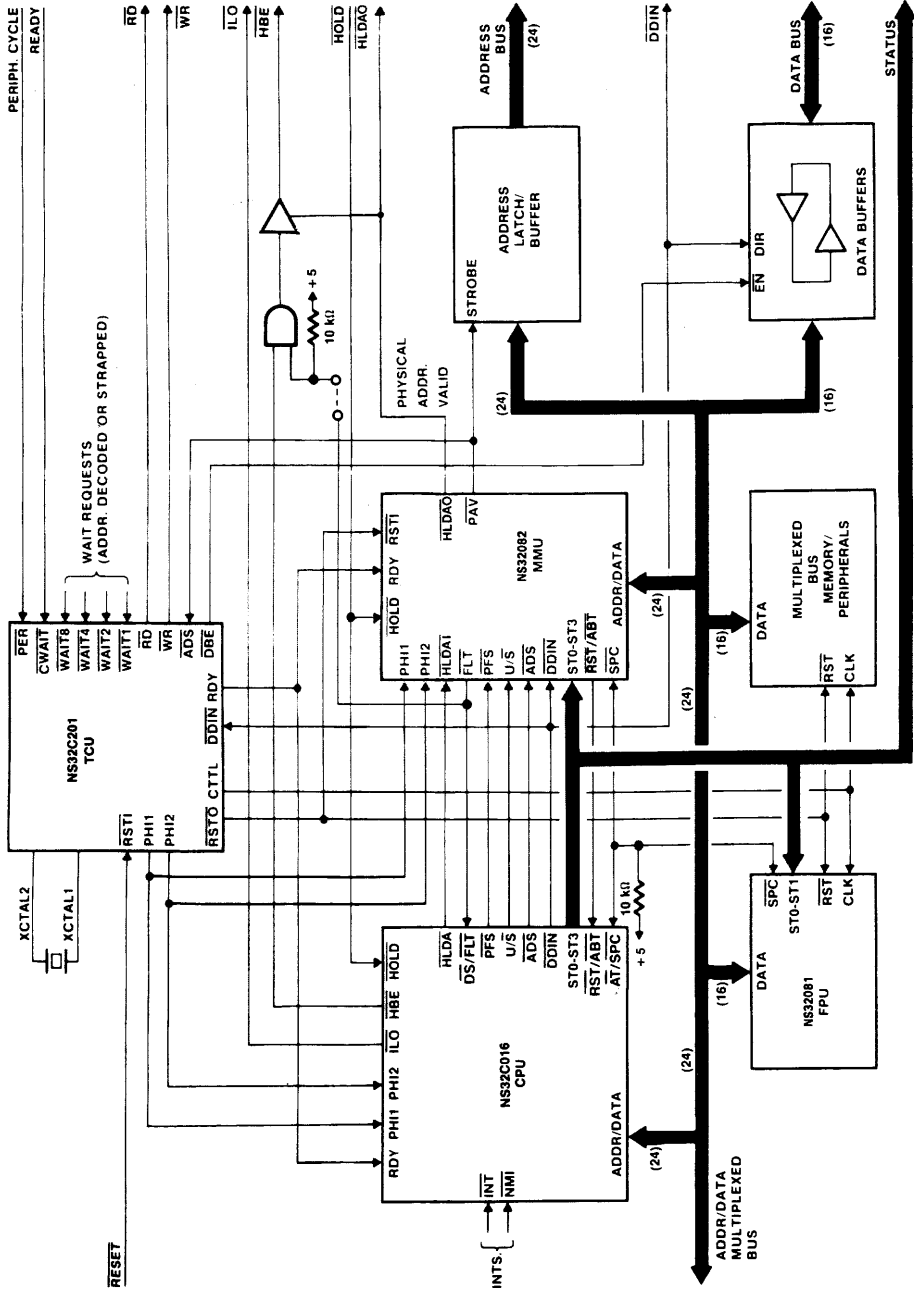 PERIPH. CYCLE
READY
RD
WR
ILO
HBE
HOLD
HLDAO
ADDRESS
BUS
(24)
DDIN
DATA BUS
(16)
STATUS
XCTAL2
XCTAL1
NS32C201
TCU
PER
CWAIT
WAIT8
WAIT4
WAIT2
WAIT1
RD
WR
ADS
DBE
RSTI
PHI1
PHI2
RSTO
CTTL
DDIN
RDY
WAIT REQUESTS
(ADDR. DECODED OR STRAPPED)
+5
10 kΩ
PHYSICAL
ADDR.
VALID
STROBE
ADDRESS
LATCH/
BUFFER
EN
DIR
DATA BUFFERS
(24)
(16)
RESET
INTS.
INT
NMI
NS32C016
CPU
RDY
PHI1
PHI2
ILO
HBE
HOLD
HLDA
DS/FLT
PFS
U/S
ADS
DDIN
ST0-ST3
RST/ABT
AT/SPC
ADDR/DATA
(24)
+5
10 kΩ
NS32082
MMU
HOLD
RDY
RSTI
PHI1
PHI2
HLDAI
FLT
PFS
U/S
ADS
DDIN
ST0-ST3
RST/ABT
SPC
HLDAO
PAV
ADDR/DATA
(24)
ADDR/DATA
MULTIPLEXED
BUS
(24)
(24)
(16)
DATA
NS32081
FPU
SPC
ST0-ST1
RST
CLK
(16)
DATA
MULTIPLEXED
BUS
MEMORY/
PERIPHERALS
RST
CLK